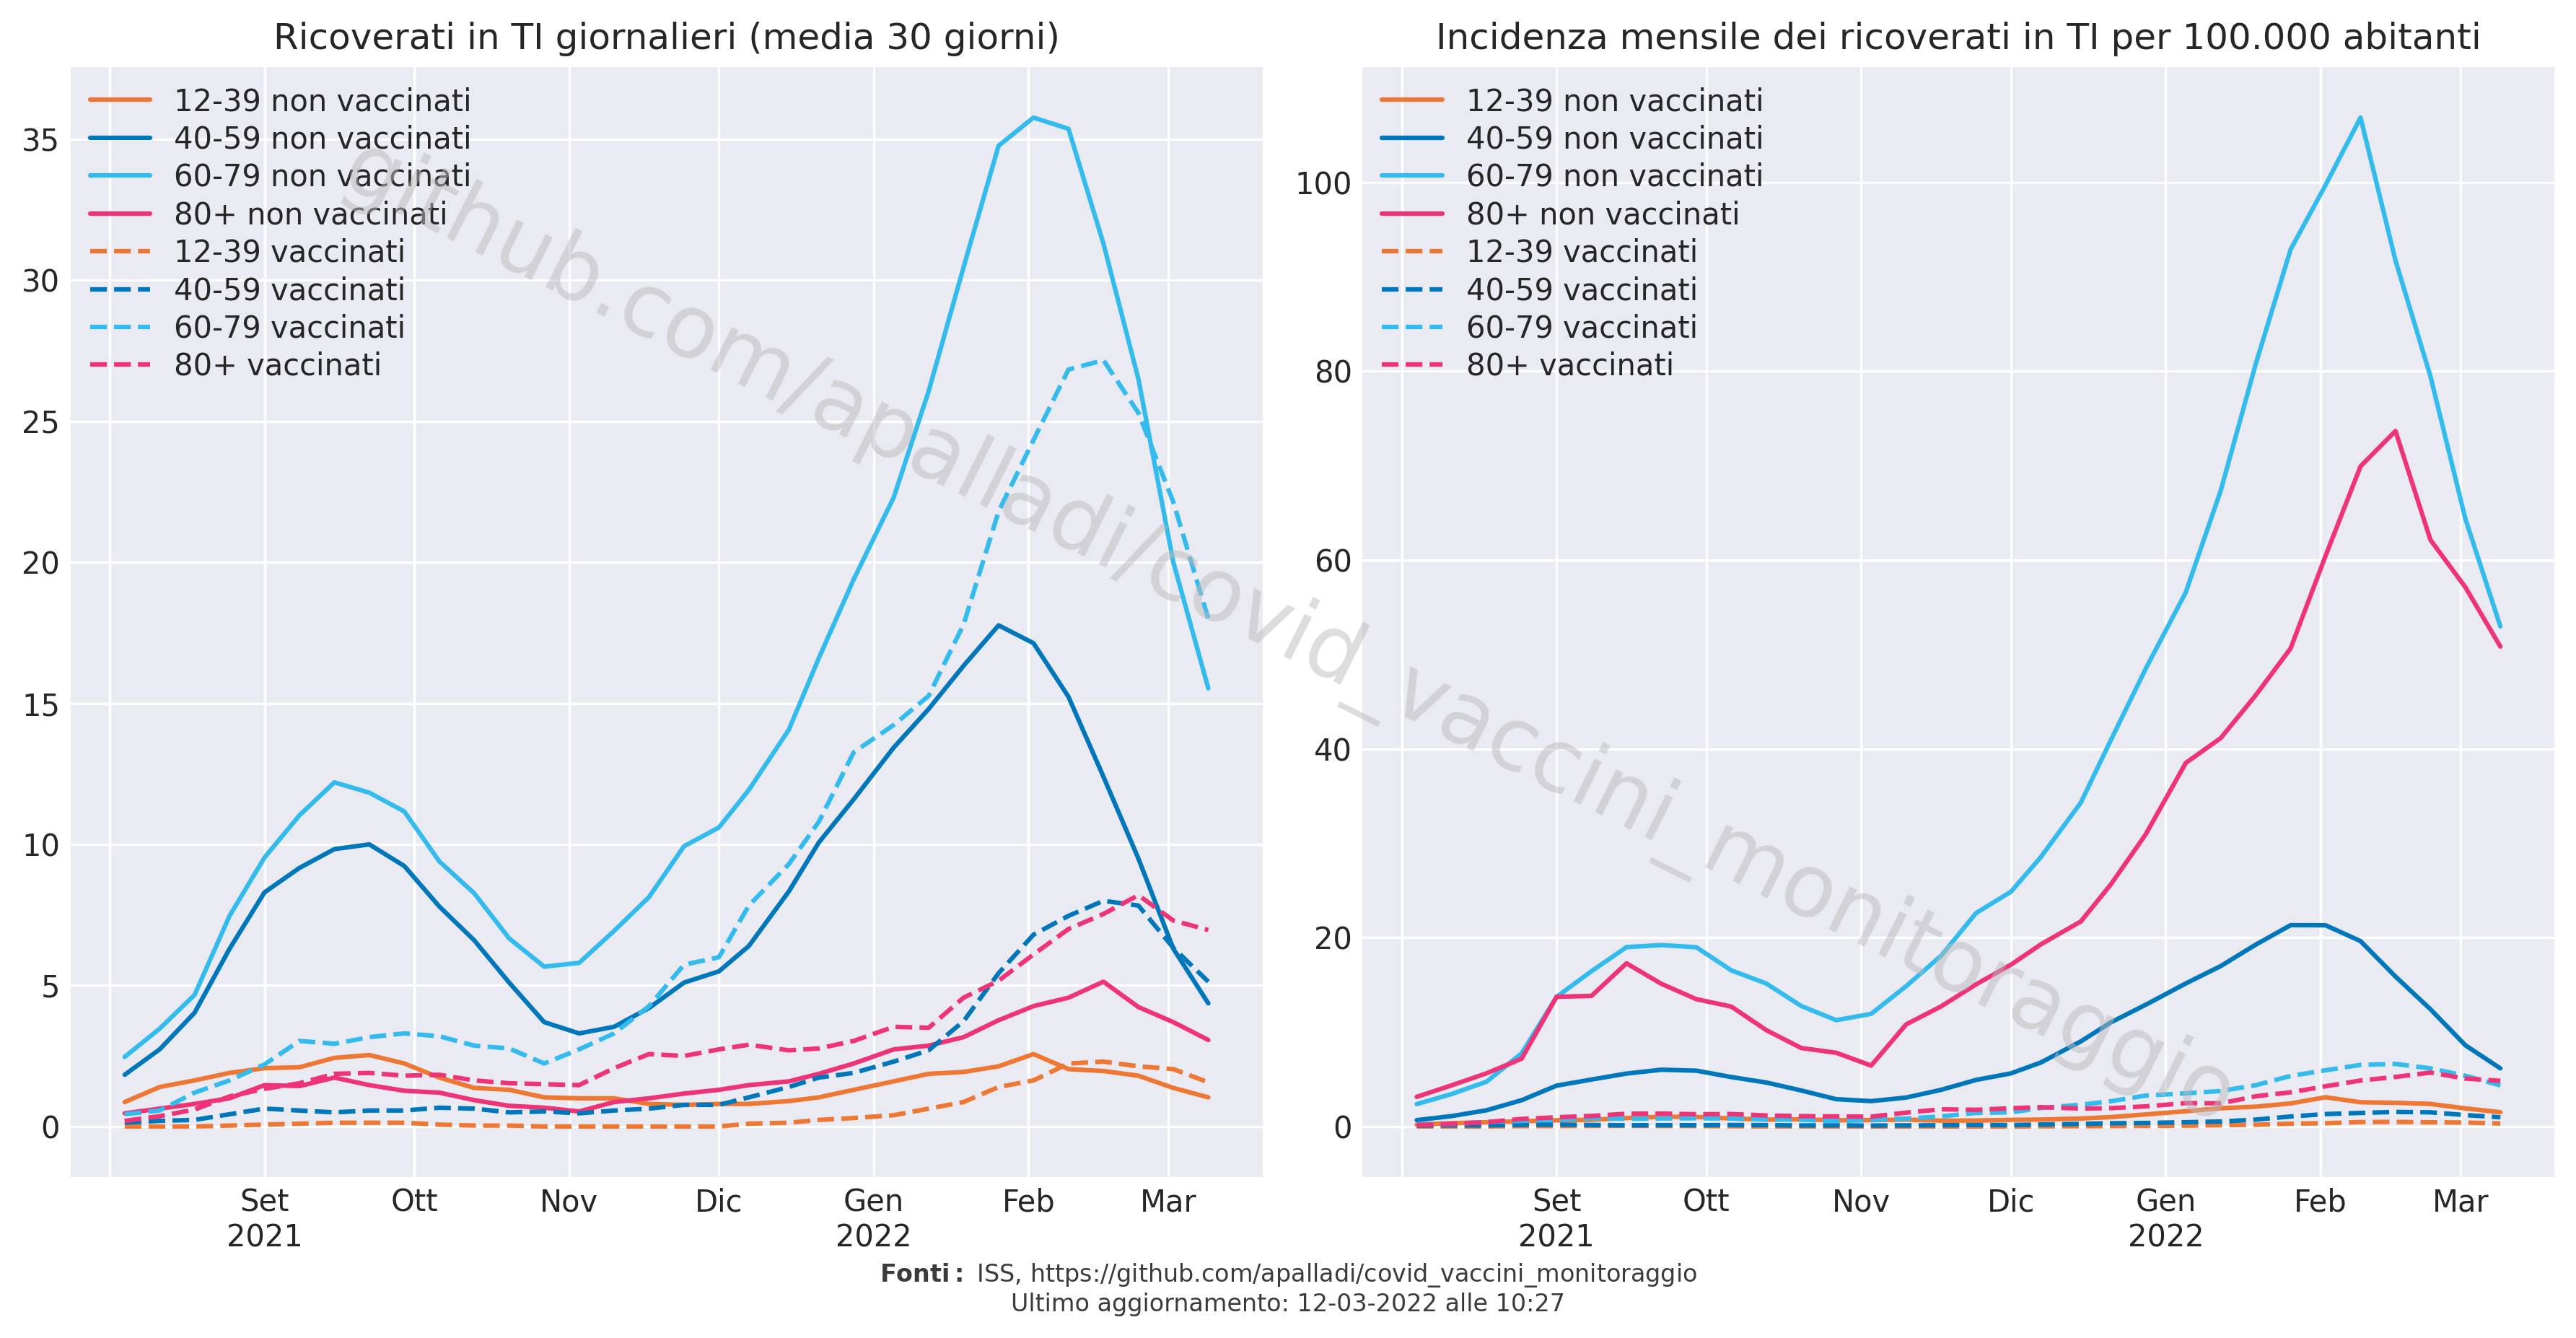 Ricoverati in TI giornalieri (media 30 giorni)
12-39 non vaccinati
40-59 non vaccinati
60-79 non vaccinati
80+ non vaccinati
12-39 vaccinati
40-59 vaccinati
60-79 vaccinati
80+ vaccinati
35
30
25
20
15
10
5
0
Set
2021
Ott
Nov
Dic
Gen
2022
Feb
Mar
Incidenza mensile dei ricoverati in TI per 100.000 abitanti
12-39 non vaccinati
40-59 non vaccinati
60-79 non vaccinati
80+ non vaccinati
12-39 vaccinati
40-59 vaccinati
60-79 vaccinati
80+ vaccinati
100
80
60
40
20
0
Set
2021
Ott
Nov
Dic
Gen
2022
Feb
Mar
github.com/apalladi/covid_vaccini_monitoraggio
Fonti: ISS, https://github.com/apalladi/covid_vaccini_monitoraggio
Ultimo aggiornamento: 12-03-2022 alle 10:27